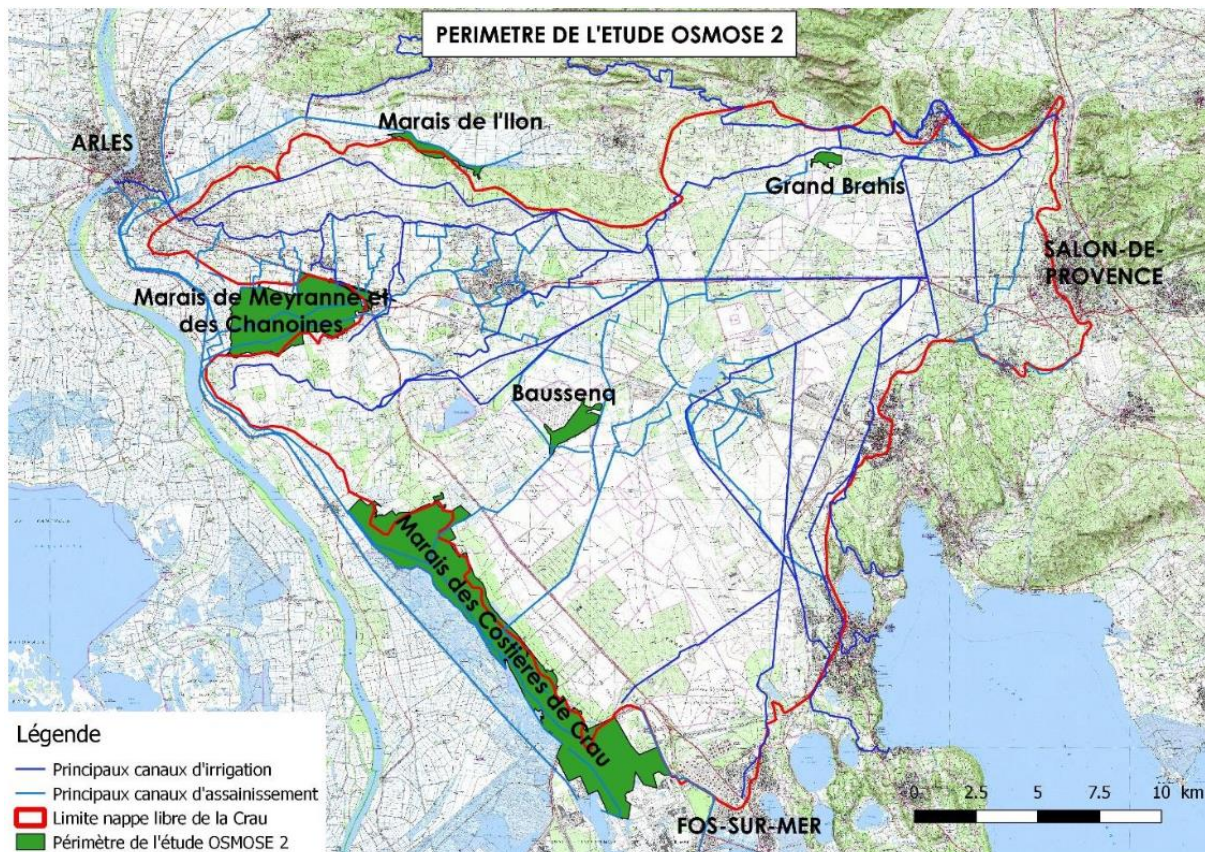 PERIMETRE DE L'ETUDE OSMOSE 2
ARLES
Marais de l'Ilon
Grand Brahis
SALON-DE-
PROVENCE
Marais de Meyranne et
des Chanoines
Baussenq
Marais des Costières de Crau
FOS-SUR-MER
Légende
Principaux canaux d'irrigation
Principaux canaux d'assainissement
Limite nappe libre de la Crau
Périmètre de l'étude OSMOSE 2
0 2.5 5 7.5 10 km